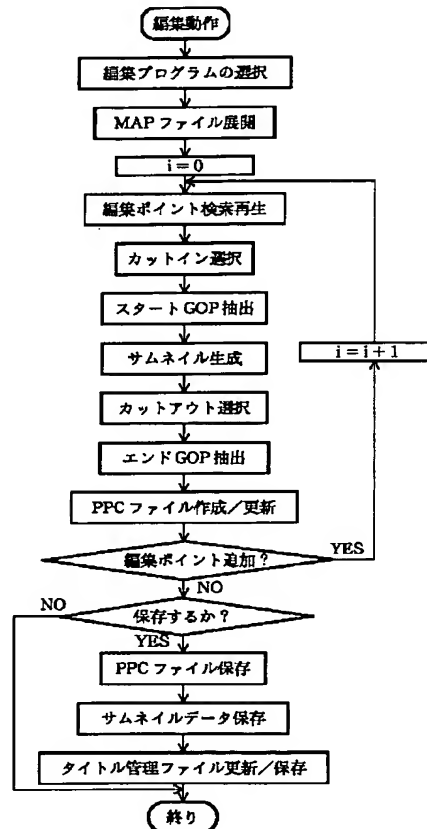 編集動作
編集プログラムの選択
MAPファイル展開
i=0
編集ポイント検索再生
カットイン選択
スタートGOP抽出
サムネイル生成
i=i+1
カットアウト選択
エンドGOP抽出
PPCファイル作成/更新
編集ポイント追加?
YES
NO
NO
保存するか?
YES
PPCファイル保存
サムネイルデータ保存
タイトル管理ファイル更新/保存
終り